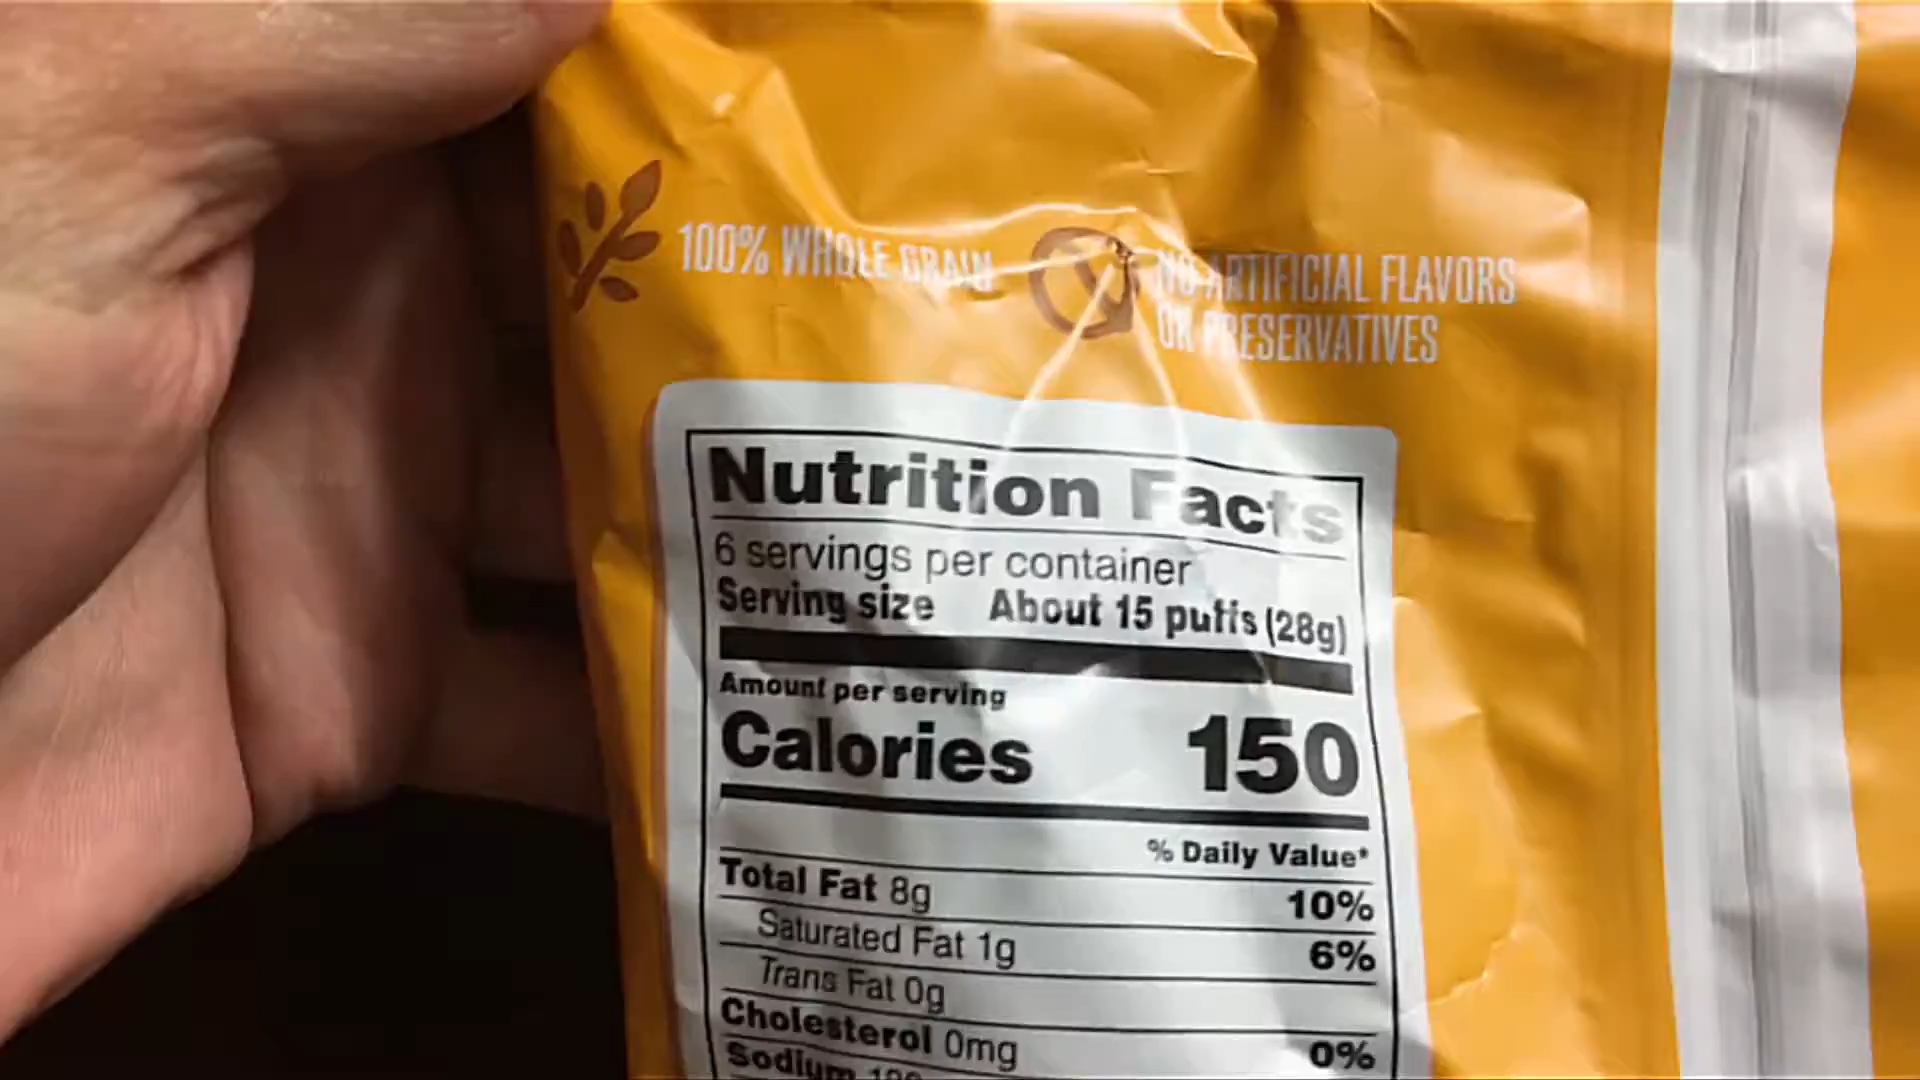 100% WHOLE GRAIN
NO ARTIFICIAL FLAVORS
OR PRESERVATIVES
Nutrition Facts
6 servings per container
Serving size About 15 puffs (28g)
Amount per serving
Calories 150
% Daily Value*
Total Fat 8g 10%
Saturated Fat 1g 6%
Trans Fat 0g
Cholesterol 0mg 0%
Sodium